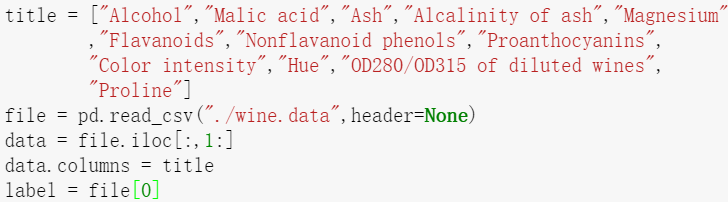 title = ["Alcohol","Malic acid","Ash","Alcalinity of ash","Magnesium"
,"Flavanoids","Nonflavanoid phenols","Proanthocyanins",
"Color intensity","Hue","OD280/OD315 of diluted wines",
"Proline"]
file = pd.read_csv("./wine.data",header=None)
data = file.iloc[:,1:]
data.columns = title
label = file[0]